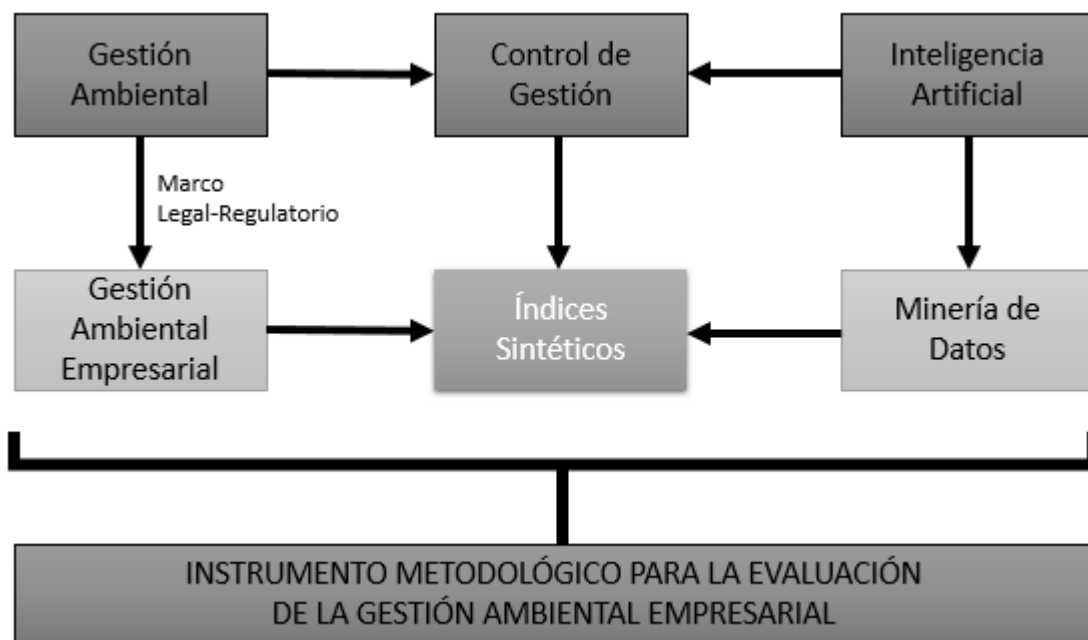 Gestión
Ambiental
Control de
Gestión
Inteligencia
Artificial
Marco
Legal-Regulatorio
Gestión
Ambiental
Empresarial
Índices
Sintéticos
Minería de
Datos
INSTRUMENTO METODOLÓGICO PARA LA EVALUACIÓN
DE LA GESTIÓN AMBIENTAL EMPRESARIAL